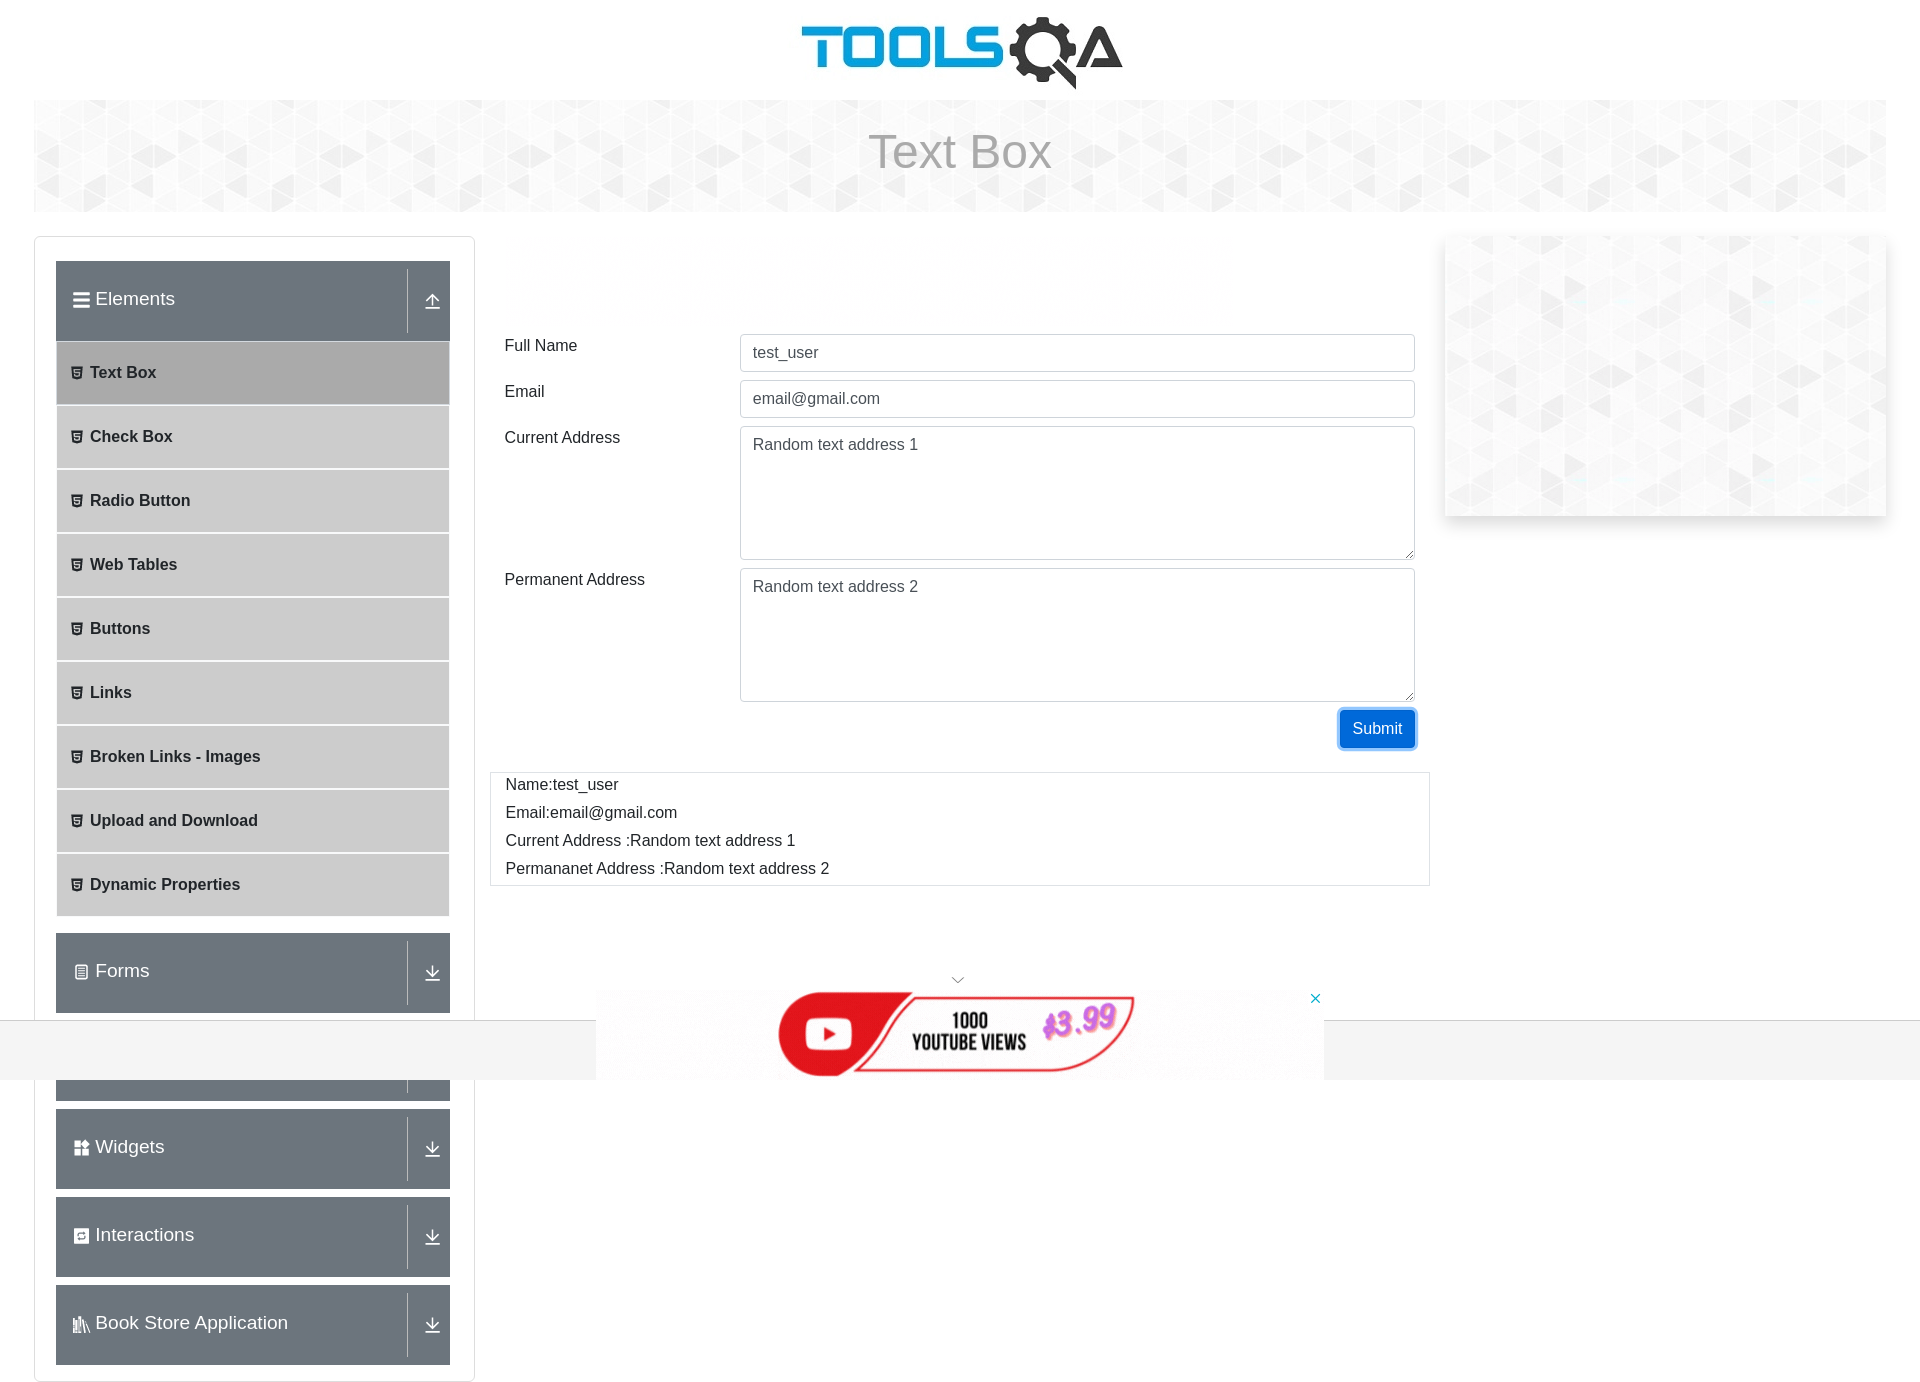 TOOLSQA
Text Box
Elements
Text Box
Check Box
Radio Button
Web Tables
Buttons
Links
Broken Links - Images
Upload and Download
Dynamic Properties
Forms
Widgets
Interactions
Book Store Application
Full Name
test_user
Email
email@gmail.com
Current Address
Random text address 1
Permanent Address
Random text address 2
Submit
Name:test_user
Email:email@gmail.com
Current Address :Random text address 1
Permananet Address :Random text address 2
1000
YOUTUBE VIEWS
$3.99